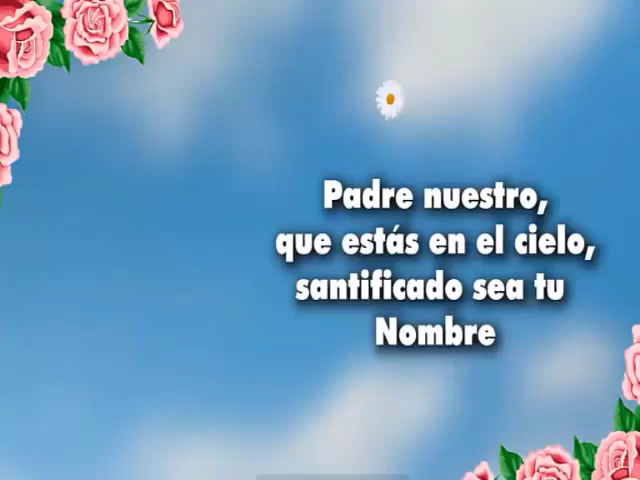 Padre nuestro,
que estás en el cielo,
santificado sea tu
Nombre